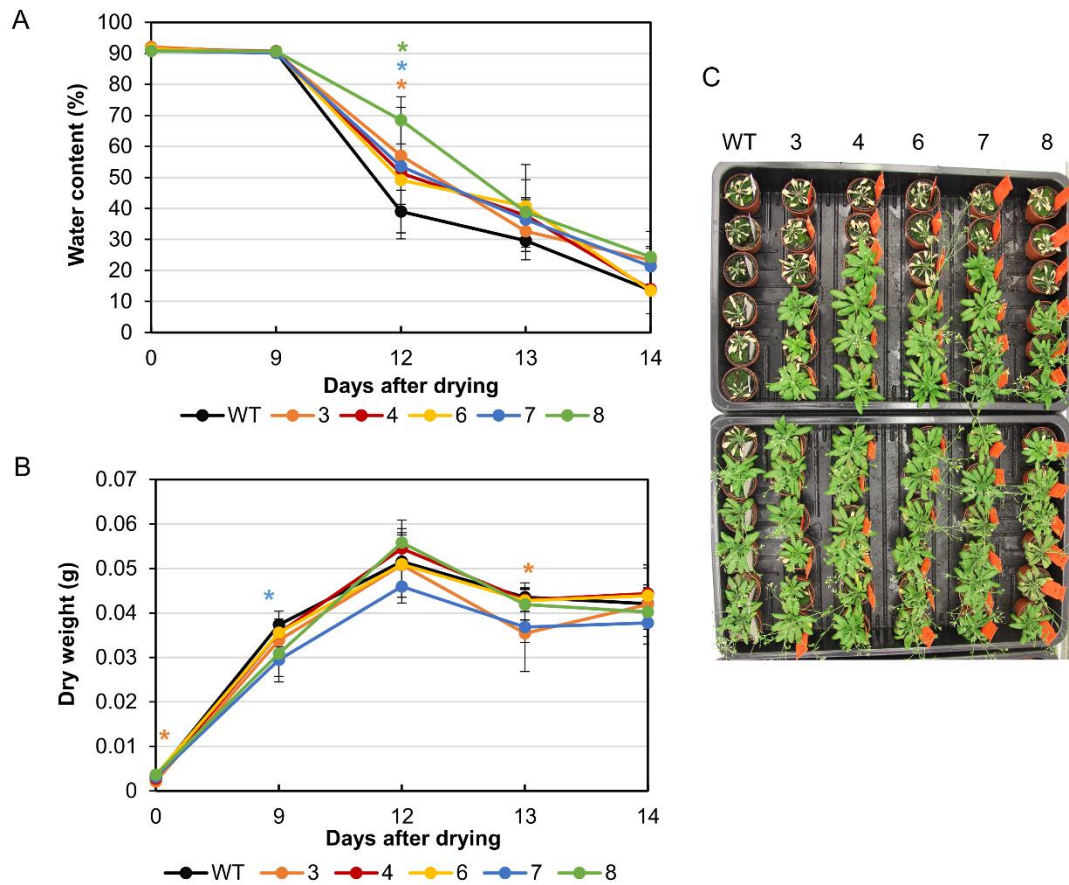 A
100
90
80
70
60
50
40
30
20
10
0
Water content (%)
* * *
0 9 12 13 14
Days after drying
WT 3 4 6 7 8
B
0.07
0.06
0.05
0.04
0.03
0.02
0.01
0
Dry weight (g)
* * *
0 9 12 13 14
Days after drying
WT 3 4 6 7 8
C
WT 3 4 6 7 8